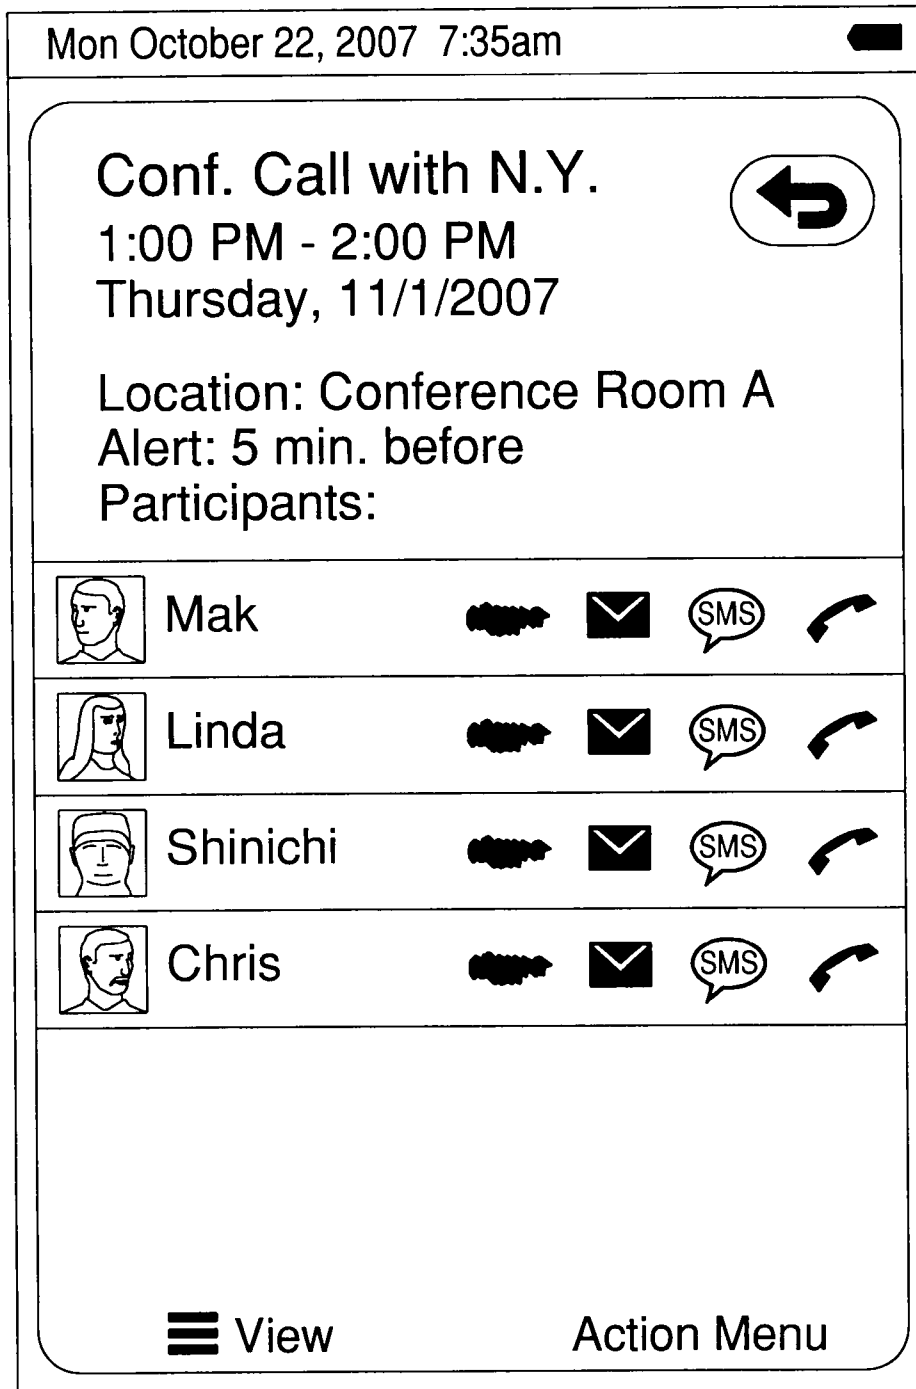 Mon October 22, 2007 7:35am
Conf. Call with N.Y.
1:00 PM - 2:00 PM
Thursday, 11/1/2007
Location: Conference Room A
Alert: 5 min. before
Participants:
Mak SMS
Linda SMS
Shinichi SMS
Chris SMS
View Action Menu